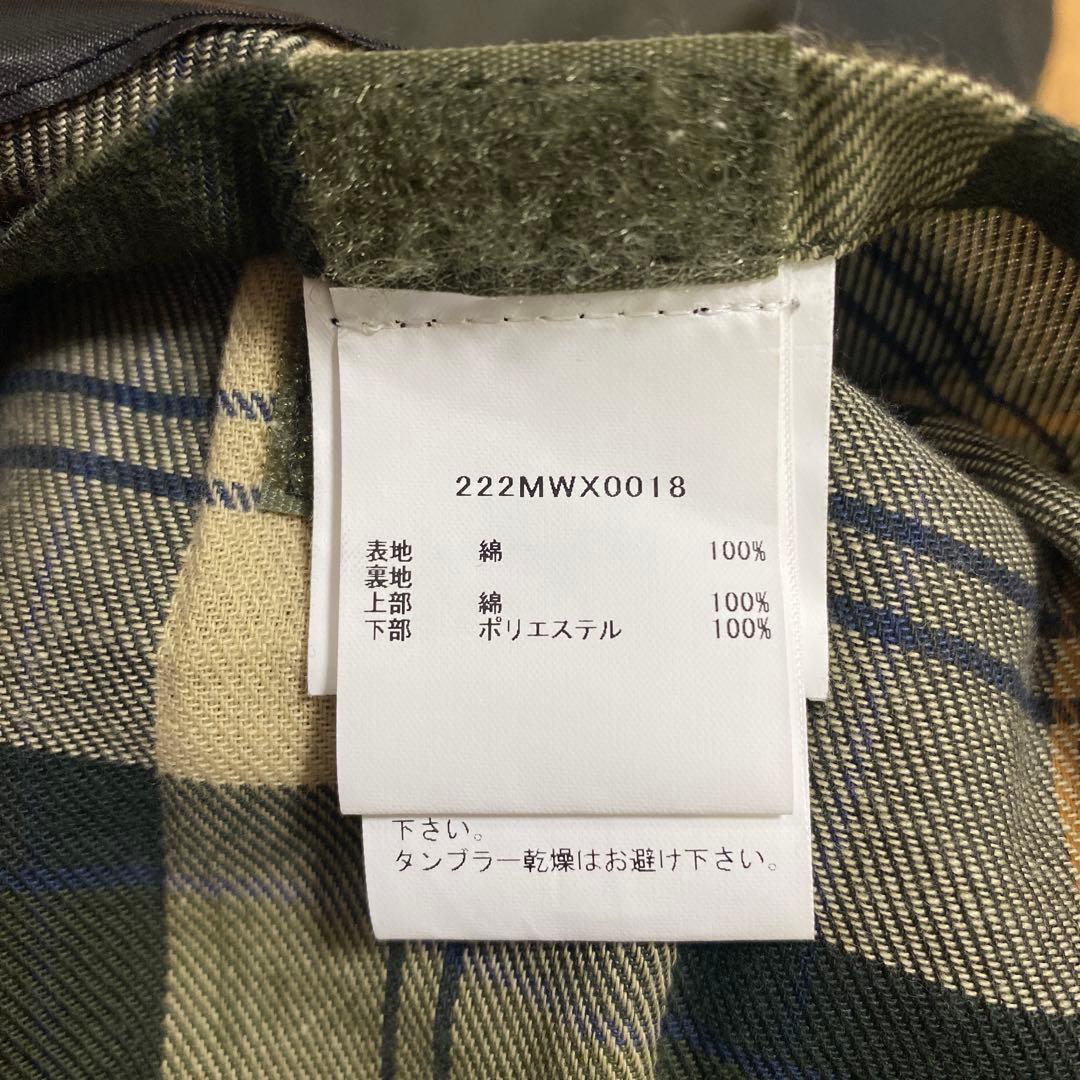 222MWX0018
表地 綿 100%
裏地
上部 綿 100%
下部 ポリエステル 100%
下さい。
タンブラー乾燥はお避け下さい。